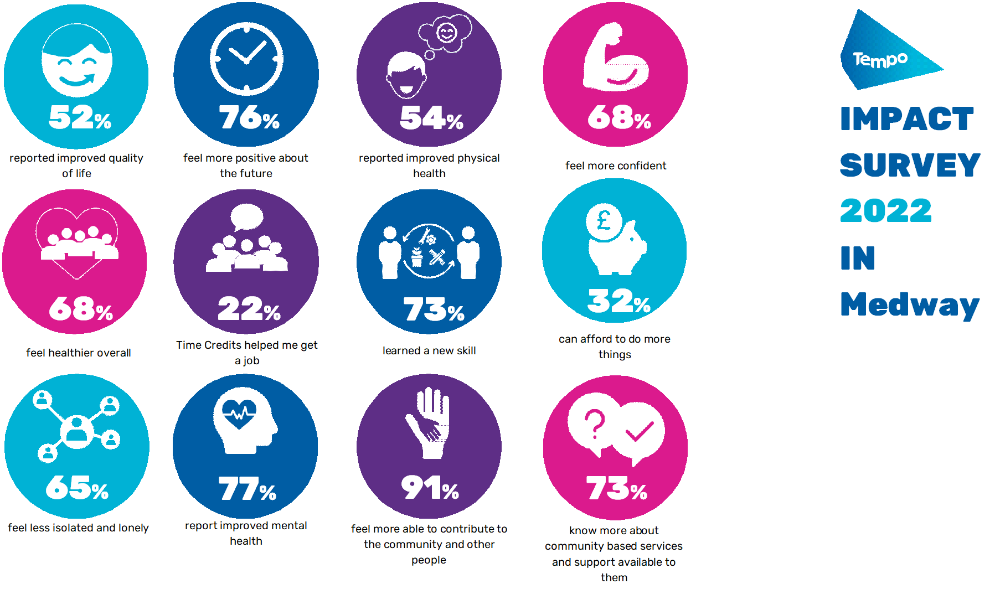 52%
reported improved quality
of life
76%
feel more positive about
the future
54%
reported improved physical
health
68%
feel more confident
68%
feel healthier overall
22%
Time Credits helped me get
a job
73%
learned a new skill
£
32%
can afford to do more
things
65%
feel less isolated and lonely
77%
report improved mental
health
91%
feel more able to contribute to
the community and other
people
?
73%
know more about
community based services
and support available to
them
Tempo
IMPACT
SURVEY
2022
IN
Medway